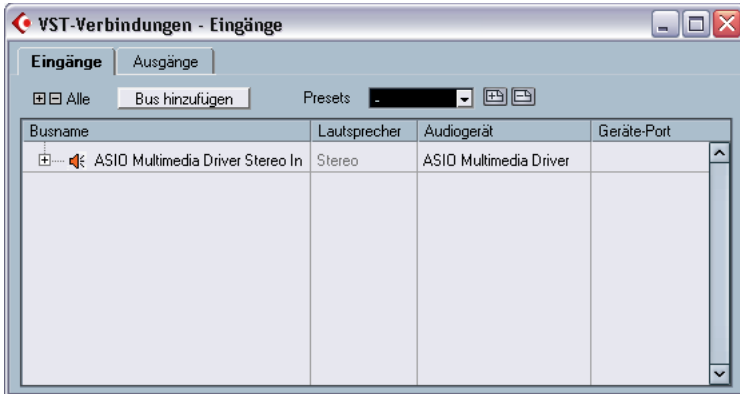 VST-Verbindungen - Eingänge
Eingänge Ausgänge
Alle Bus hinzufügen Presets -
Busname Lautsprecher Audiogerät Geräte-Port
ASIO Multimedia Driver Stereo In Stereo ASIO Multimedia Driver